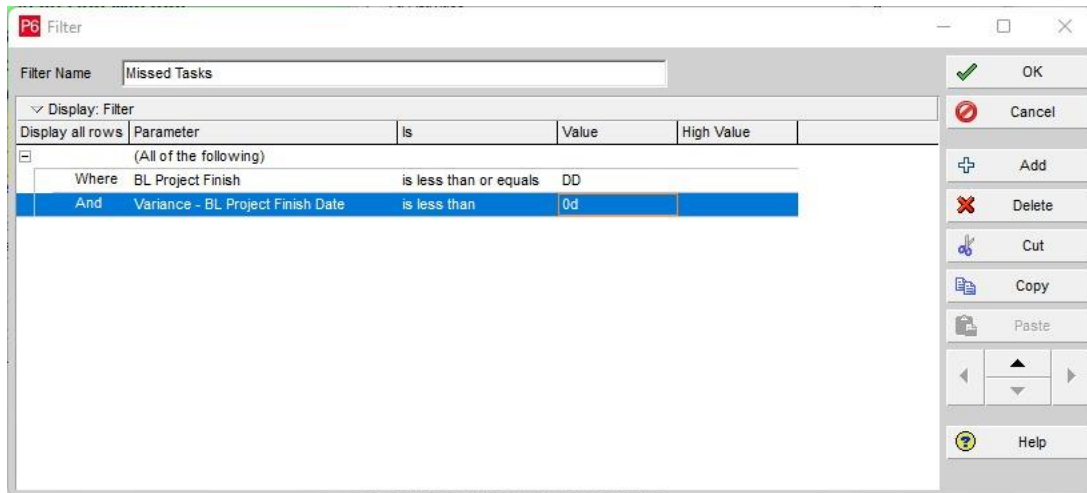 P6 Filter
Filter Name Missed Tasks
Display: Filter
Display all rows Parameter Is Value High Value
(All of the following)
Where BL Project Finish is less than or equals DD
And Variance - BL Project Finish Date is less than 0d
OK
Cancel
Add
Delete
Cut
Copy
Paste
Help